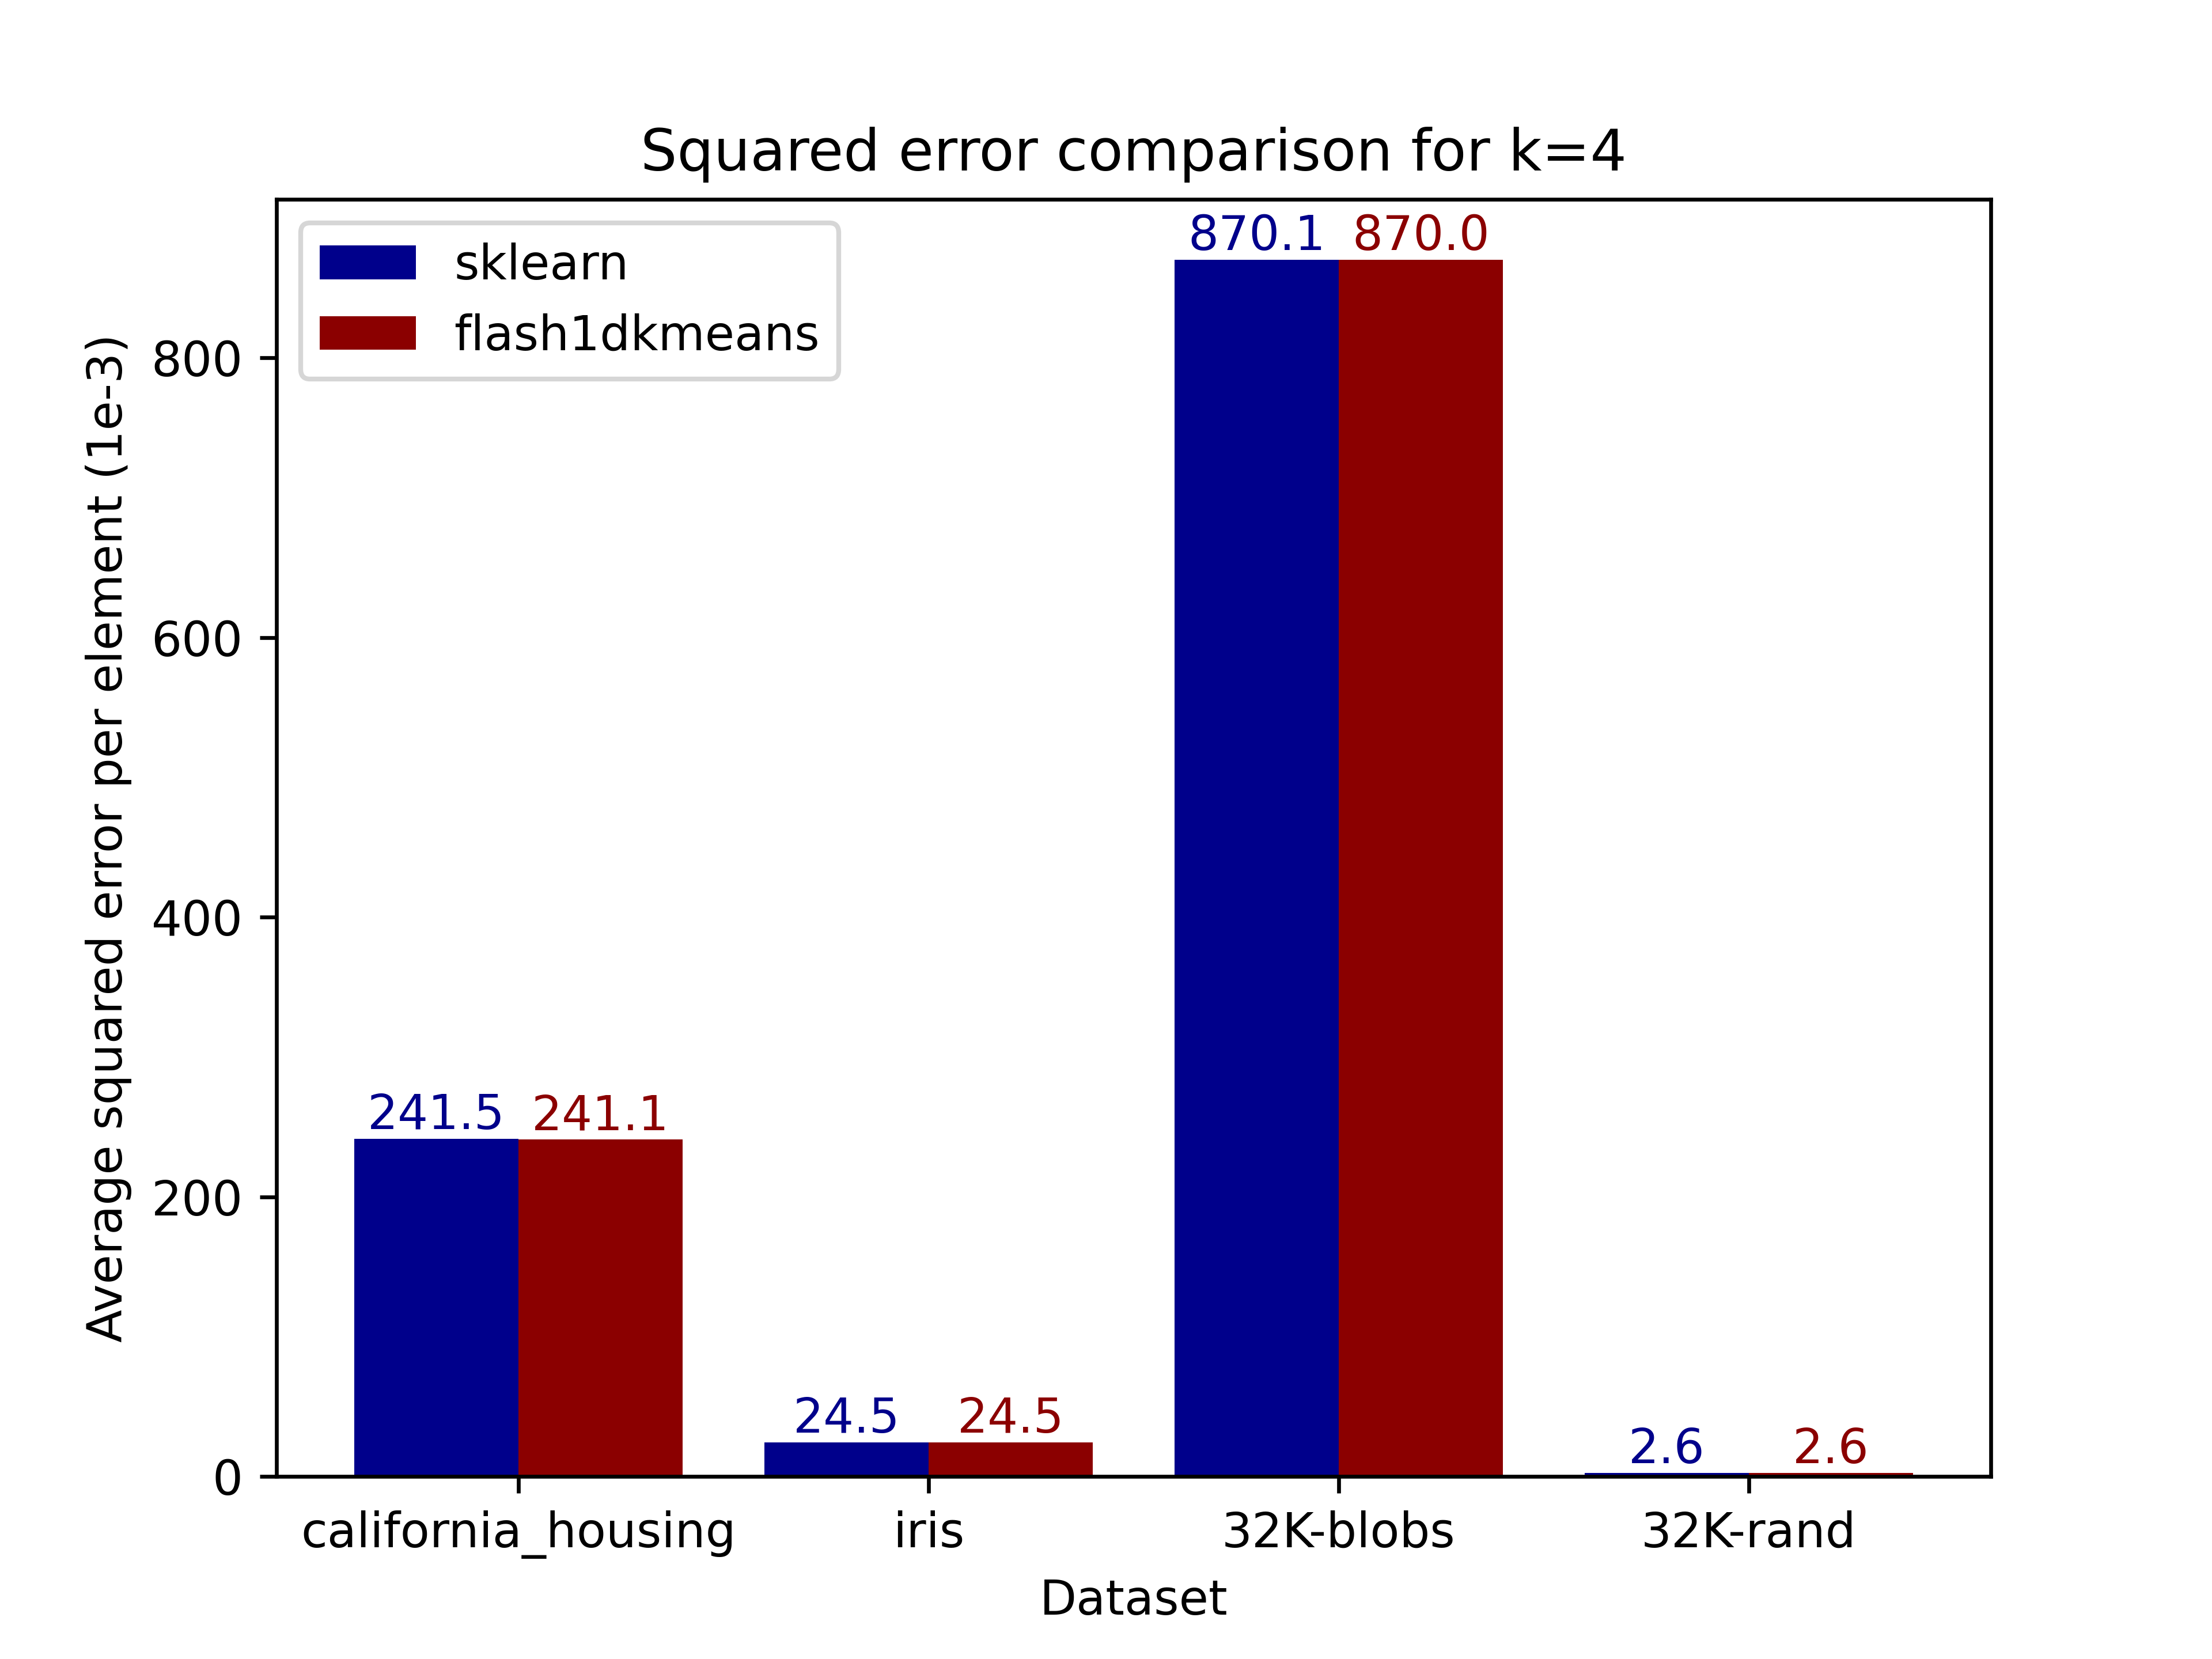 Squared error comparison for k=4
sklearn
flash1dkmeans
Average squared error per element (1e-3)
800
600
400
200
0
241.5 241.1
24.5 24.5
870.1 870.0
2.6 2.6
california_housing iris 32K-blobs 32K-rand
Dataset